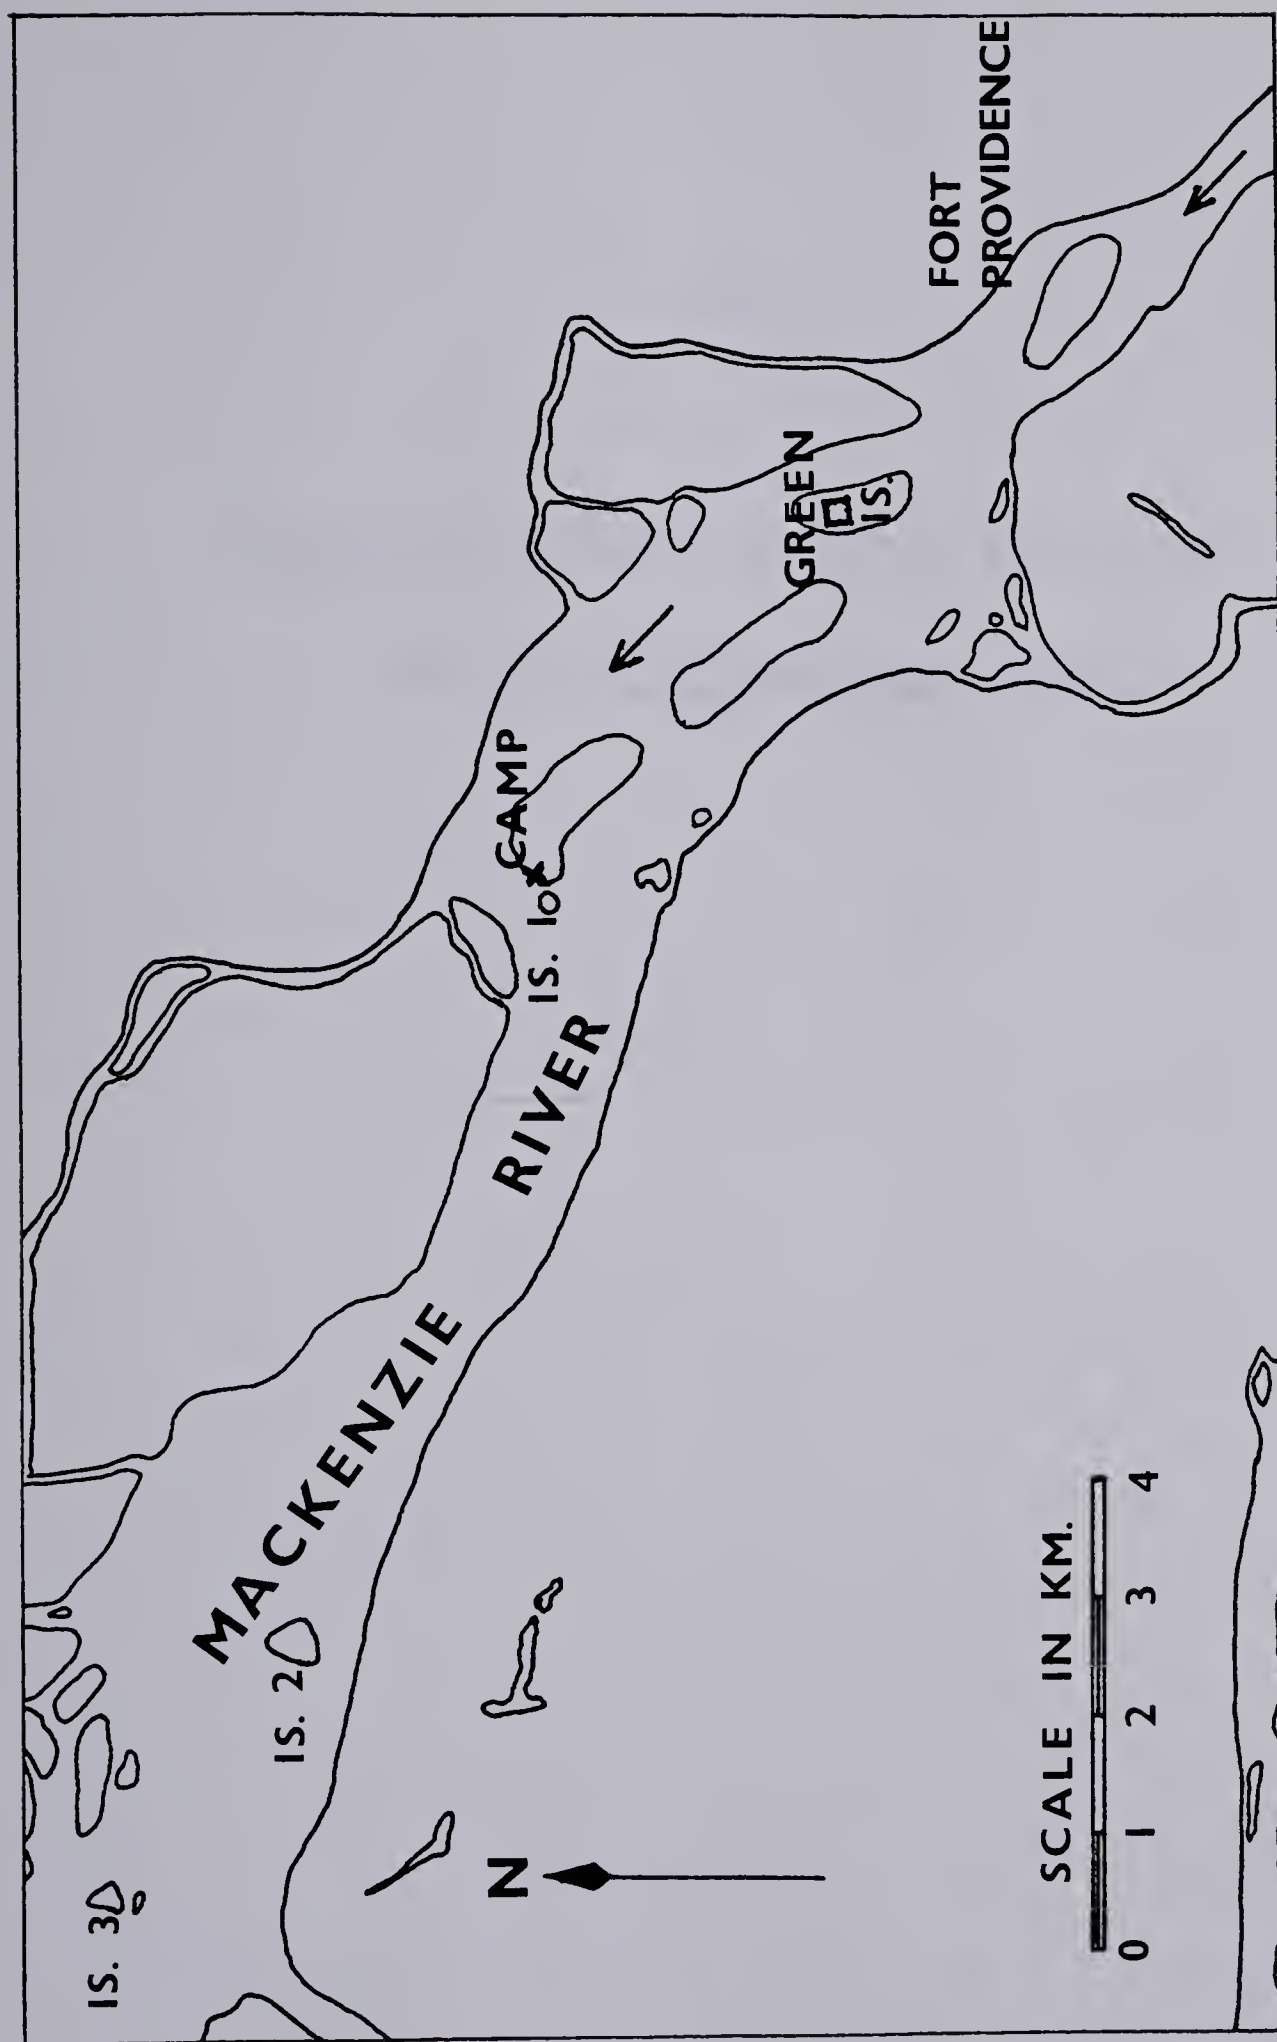 FORT
PROVIDENCE
GREEN
IS.
CAMP
IS. 10
MACKENZIE RIVER
IS. 2
IS. 3
N
SCALE IN KM.
0 1 2 3 4